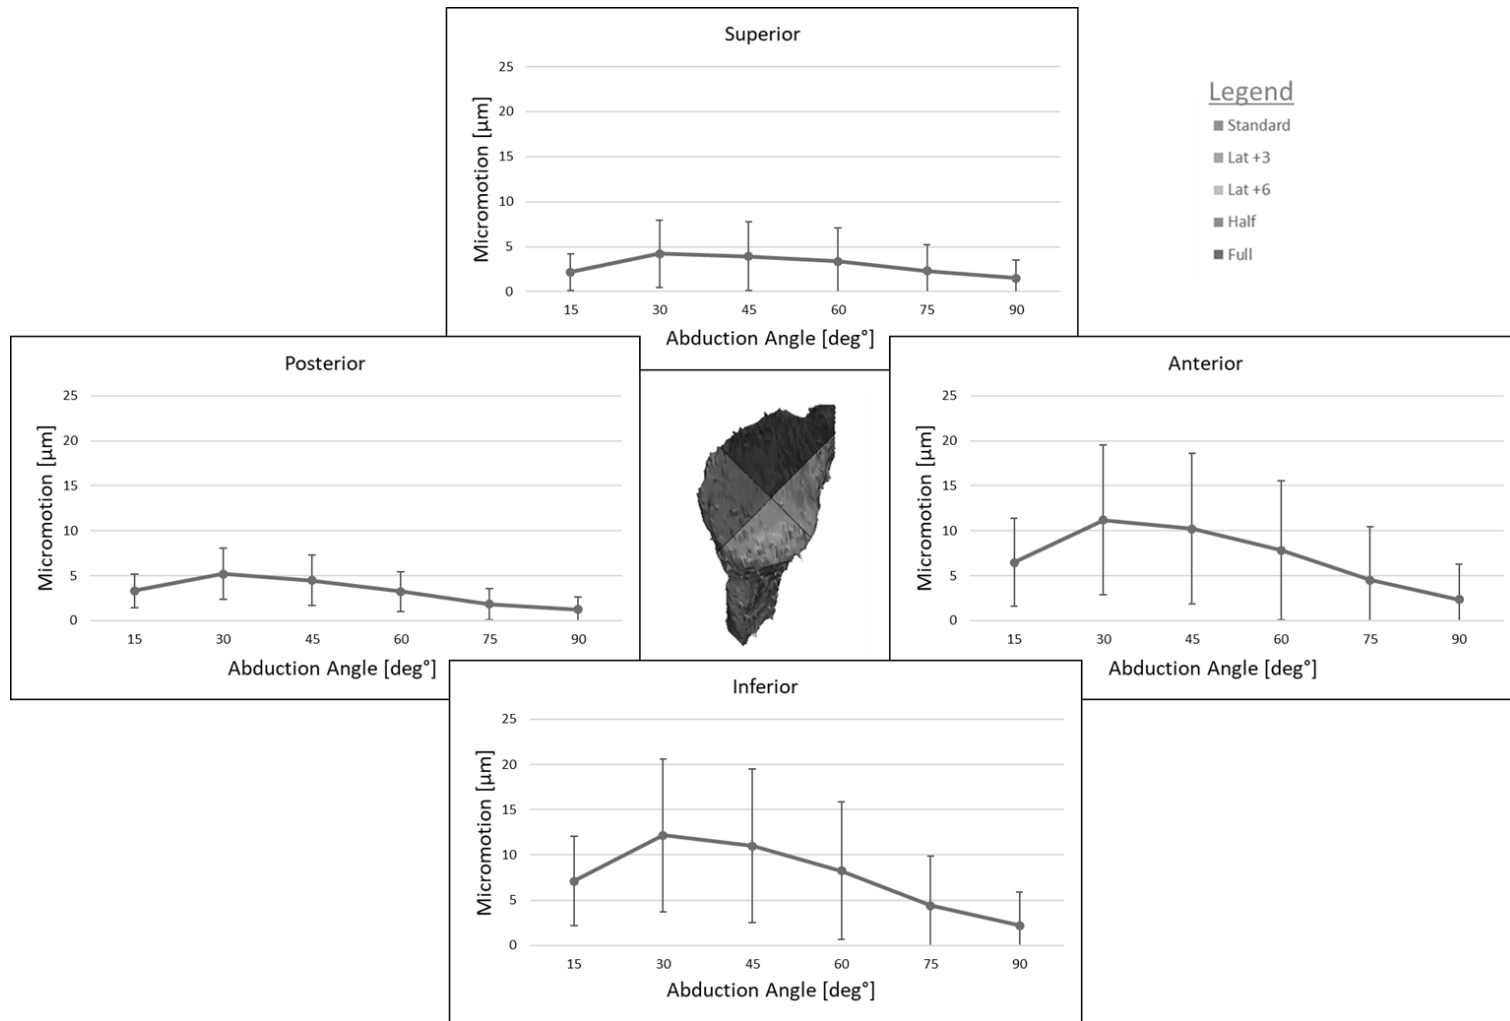 Superior
25
20
15
10
5
0
Micromotion [µm]
15 30 45 60 75 90
Abduction Angle [deg°]
Legend
Standard
Lat +3
Lat +6
Half
Full
Posterior
25
20
15
10
5
0
Micromotion [µm]
15 30 45 60 75 90
Abduction Angle [deg°]
Anterior
25
20
15
10
5
0
Micromotion [µm]
15 30 45 60 75 90
Abduction Angle [deg°]
Inferior
25
20
15
10
5
0
Micromotion [µm]
15 30 45 60 75 90
Abduction Angle [deg°]